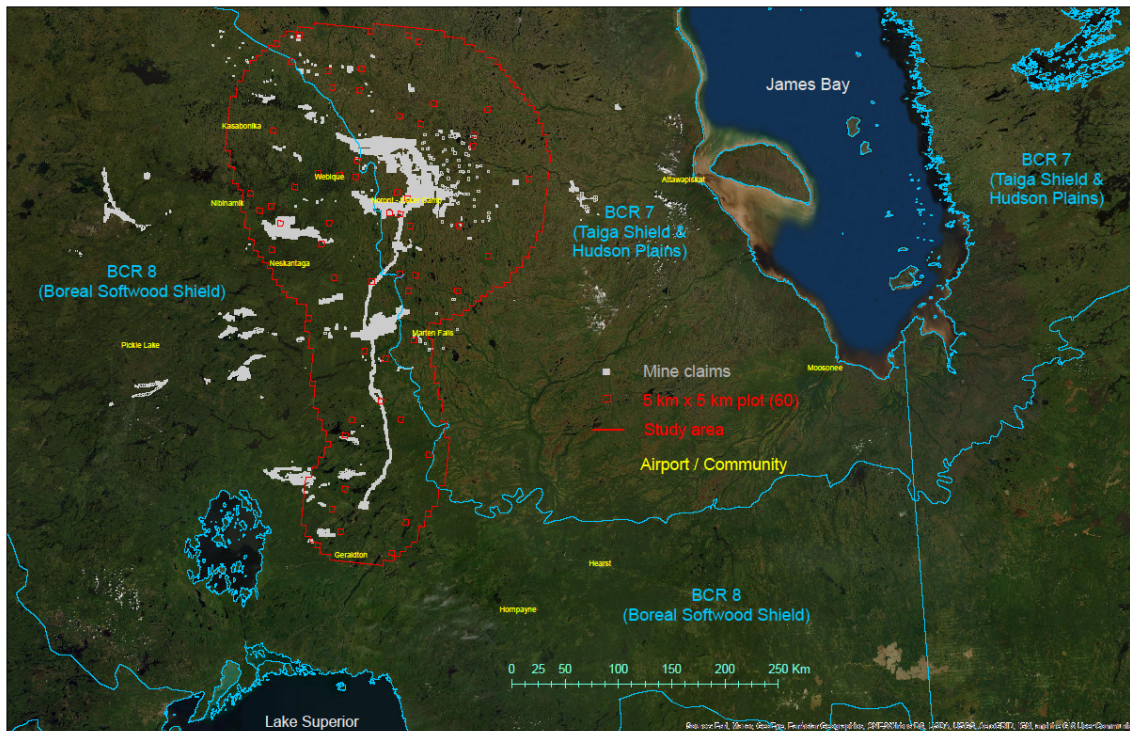 James Bay
Kasabonika
Webique
Attawapiskat
Nibinamik
BCR 7
(Taiga Shield &
Hudson Plains)
BCR 7
(Taiga Shield &
Hudson Plains)
BCR 8
(Boreal Softwood Shield)
Neskantaga
Marten Falls
Pickle Lake
Moosonee
Mine claims
5 km x 5 km plot (60)
Study area
Airport / Community
Geraldton
Hearst
Hornpayne
BCR 8
(Boreal Softwood Shield)
0 25 50 100 150 200 250 Km
Lake Superior